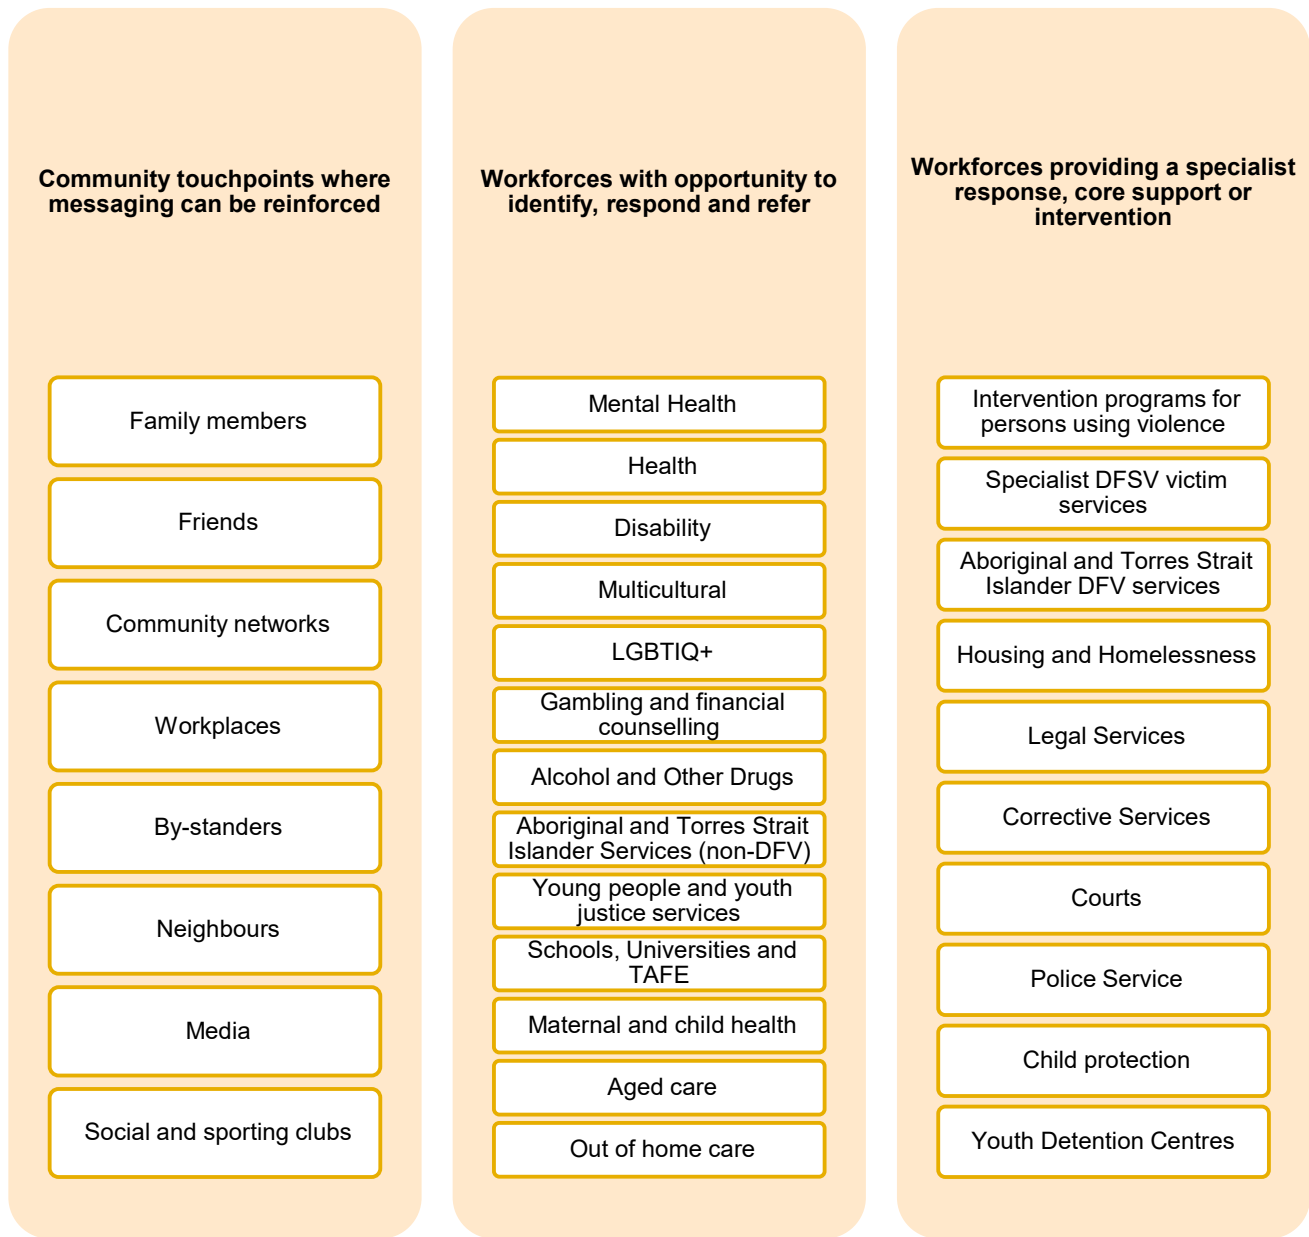 Community touchpoints where
messaging can be reinforced
Family members
Friends
Community networks
Workplaces
By-standers
Neighbours
Media
Social and sporting clubs
Workforces with opportunity to
identify, respond and refer
Mental Health
Health
Disability
Multicultural
LGBTIQ+
Gambling and financial
counselling
Alcohol and Other Drugs
Aboriginal and Torres Strait
Islander Services (non-DFV)
Young people and youth
justice services
Schools, Universities and
TAFE
Maternal and child health
Aged care
Out of home care
Workforces providing a specialist
response, core support or
intervention
Intervention programs for
persons using violence
Specialist DFSV victim
services
Aboriginal and Torres Strait
Islander DFV services
Housing and Homelessness
Legal Services
Corrective Services
Courts
Police Service
Child protection
Youth Detention Centres